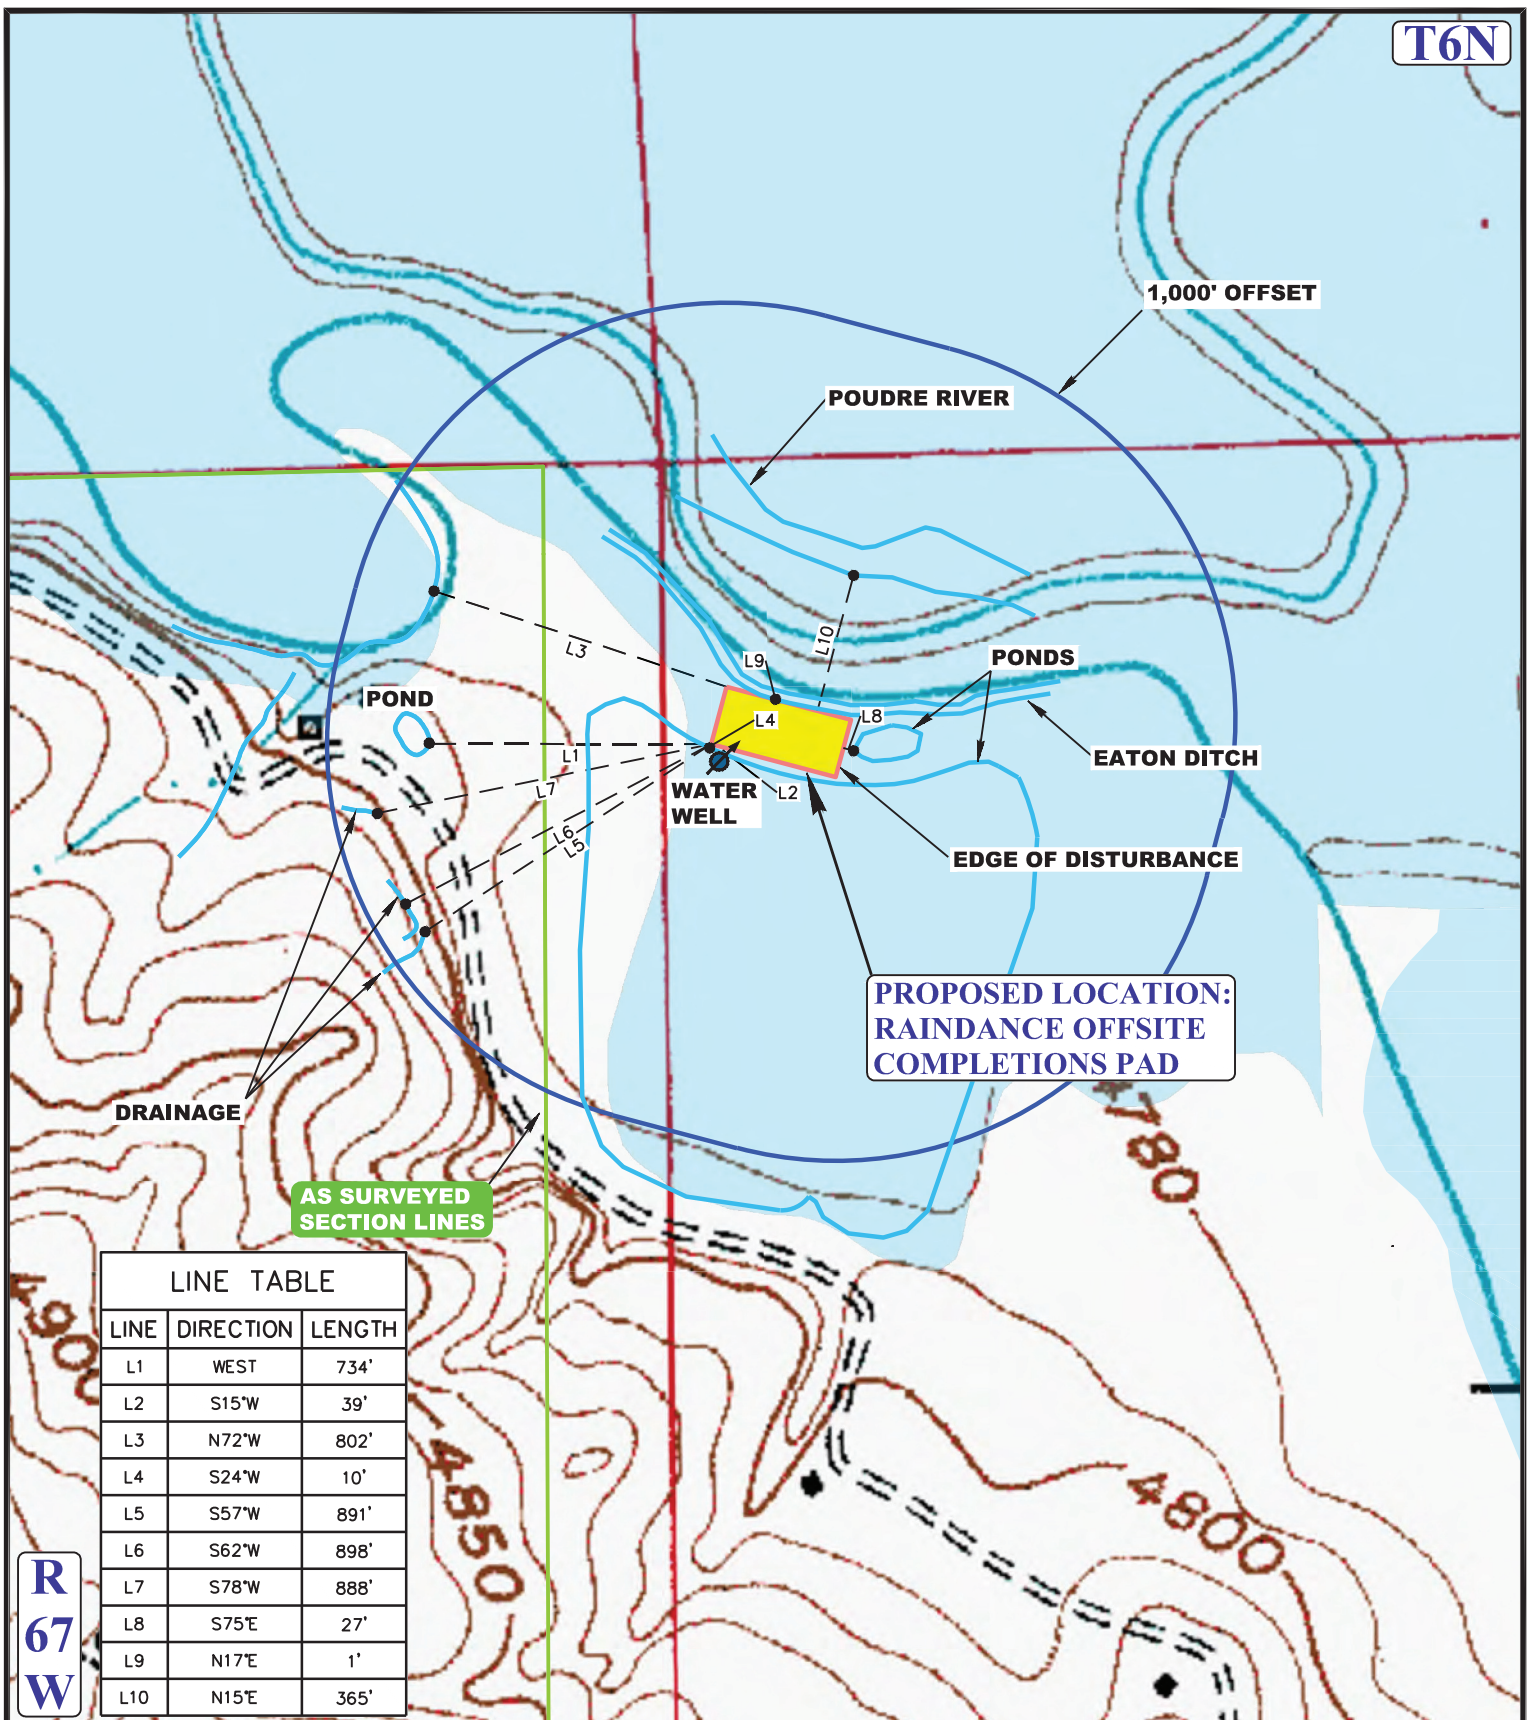 T6N
1,000' OFFSET
POUDRE RIVER
L10
L3
L9
PONDS
POND
L4
L8
L1
EATON DITCH
L7
WATER
WELL
L2
L6
L5
EDGE OF DISTURBANCE
PROPOSED LOCATION:
RAINDANCE OFFSITE
COMPLETIONS PAD
DRAINAGE
4780
AS SURVEYED
SECTION LINES
LINE TABLE
LINE DIRECTION LENGTH
L1 WEST 734'
L2 S15°W 39'
L3 N72°W 802'
L4 S24°W 10'
L5 S57°W 891'
L6 S62°W 898'
L7 S78°W 888'
L8 S75°E 27'
L9 N17°E 1'
L10 N15°E 365'
4900
4850
4800
R
67
W